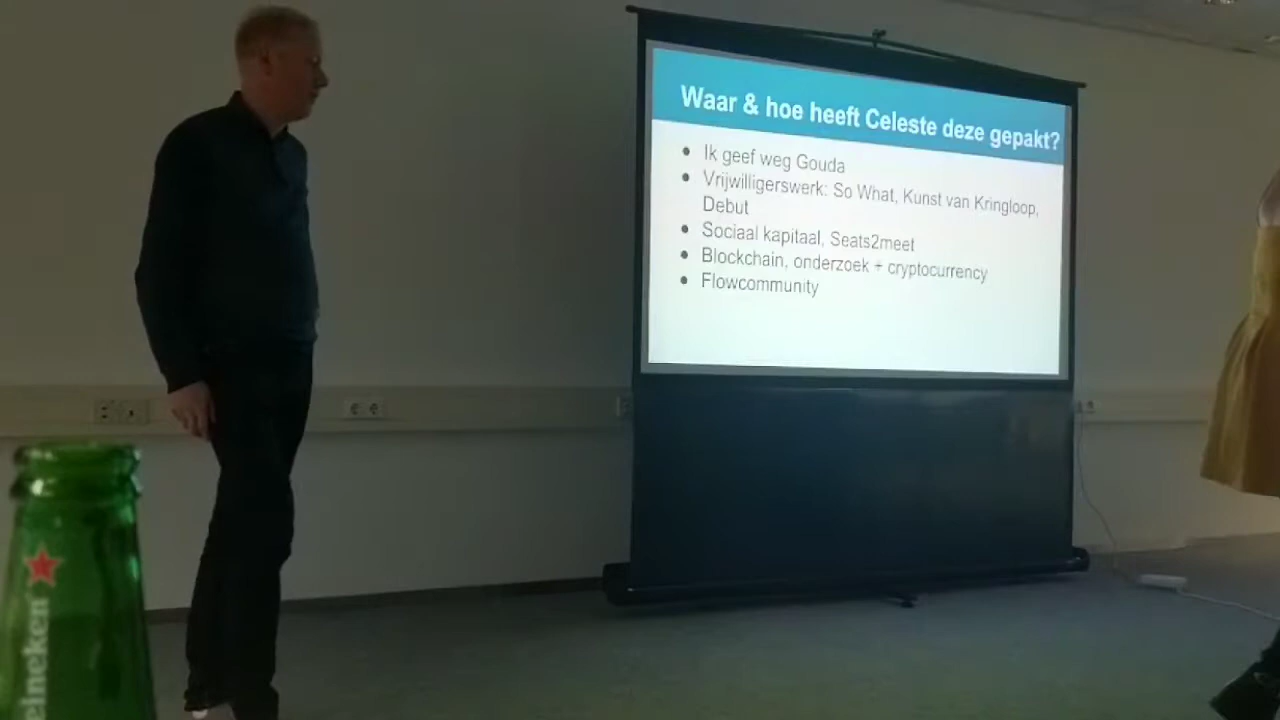 Waar & hoe heeft Celeste deze gepakt?
Ik geef weg Gouda
Vrijwilligerswerk: So What, Kunst van Kringloop,
Debut
Sociaal kapitaal, Seats2meet
Blockchain, onderzoek + cryptocurrency
Flowcommunity
eineken